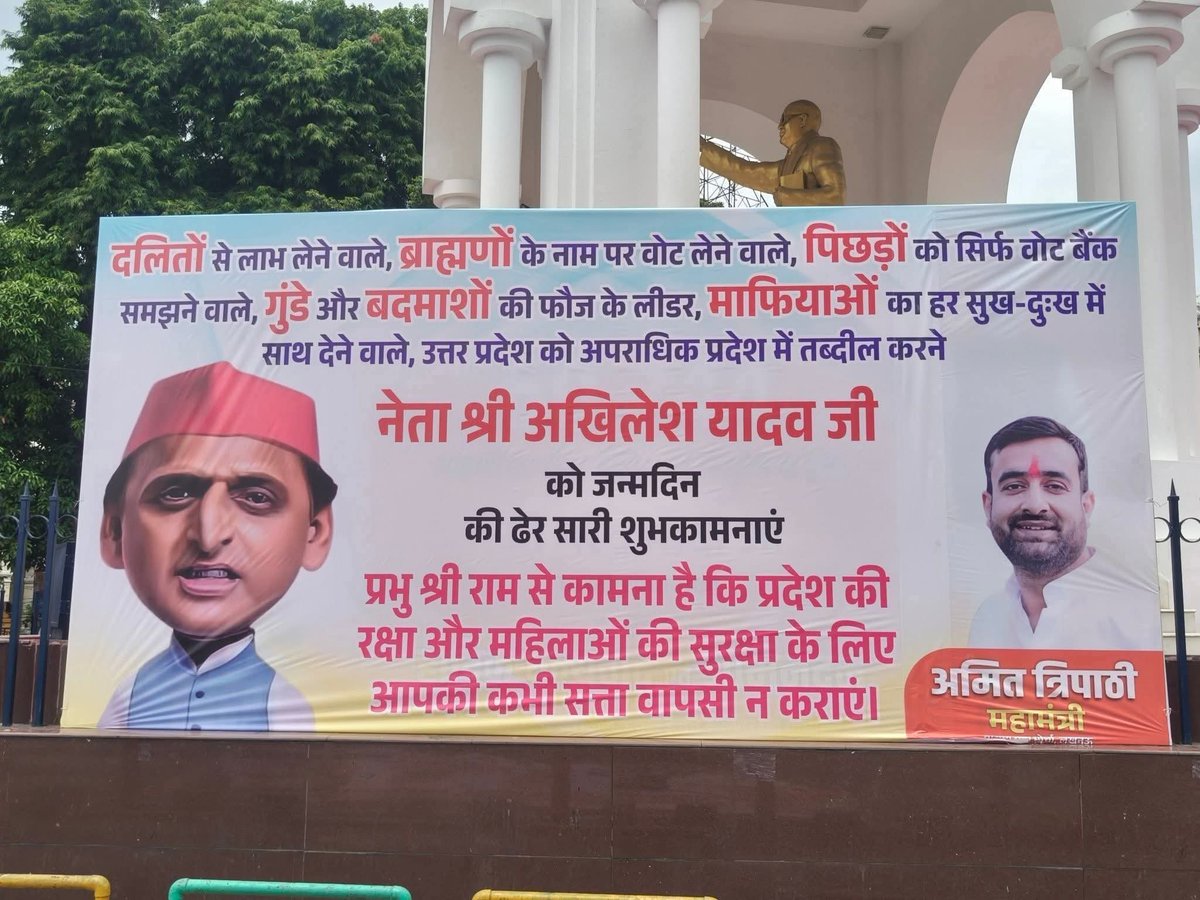 दलितों से लाभ लेने वाले, ब्राह्मणों के नाम पर वोट लेने वाले, पिछड़ों को सिर्फ वोट बैंक
समझने वाले, गुंडे और बदमाशों की फौज के लीडर, माफियाओं का हर सुख-दुःख में
साथ देने वाले, उत्तर प्रदेश को अपराधिक प्रदेश में तब्दील करने
नेता श्री अखिलेश यादव जी
को जन्मदिन
की ढेर सारी शुभकामनाएं
प्रभु श्री राम से कामना है कि प्रदेश की
रक्षा और महिलाओं की सुरक्षा के लिए
आपकी कभी सत्ता वापसी न कराएं।
अमित त्रिपाठी
महामंत्री